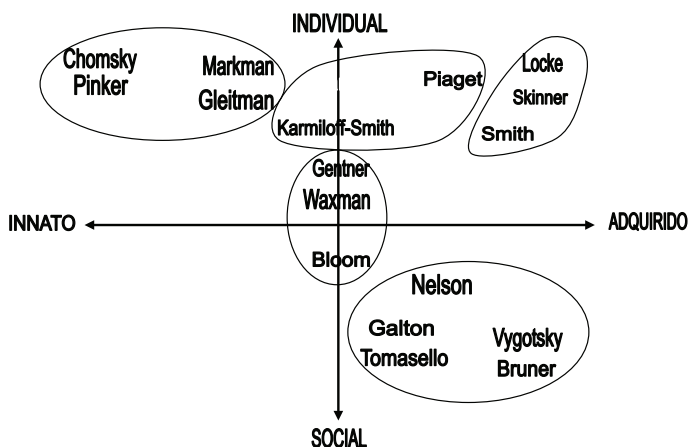 INDIVIDUAL
Chomsky
Pinker
Markman
Gleitman
Piaget
Karmiloff-Smith
Locke
Skinner
Smith
Gentner
Waxman
INNATO
ADQUIRIDO
Bloom
Nelson
Galton
Tomasello
Vygotsky
Bruner
SOCIAL